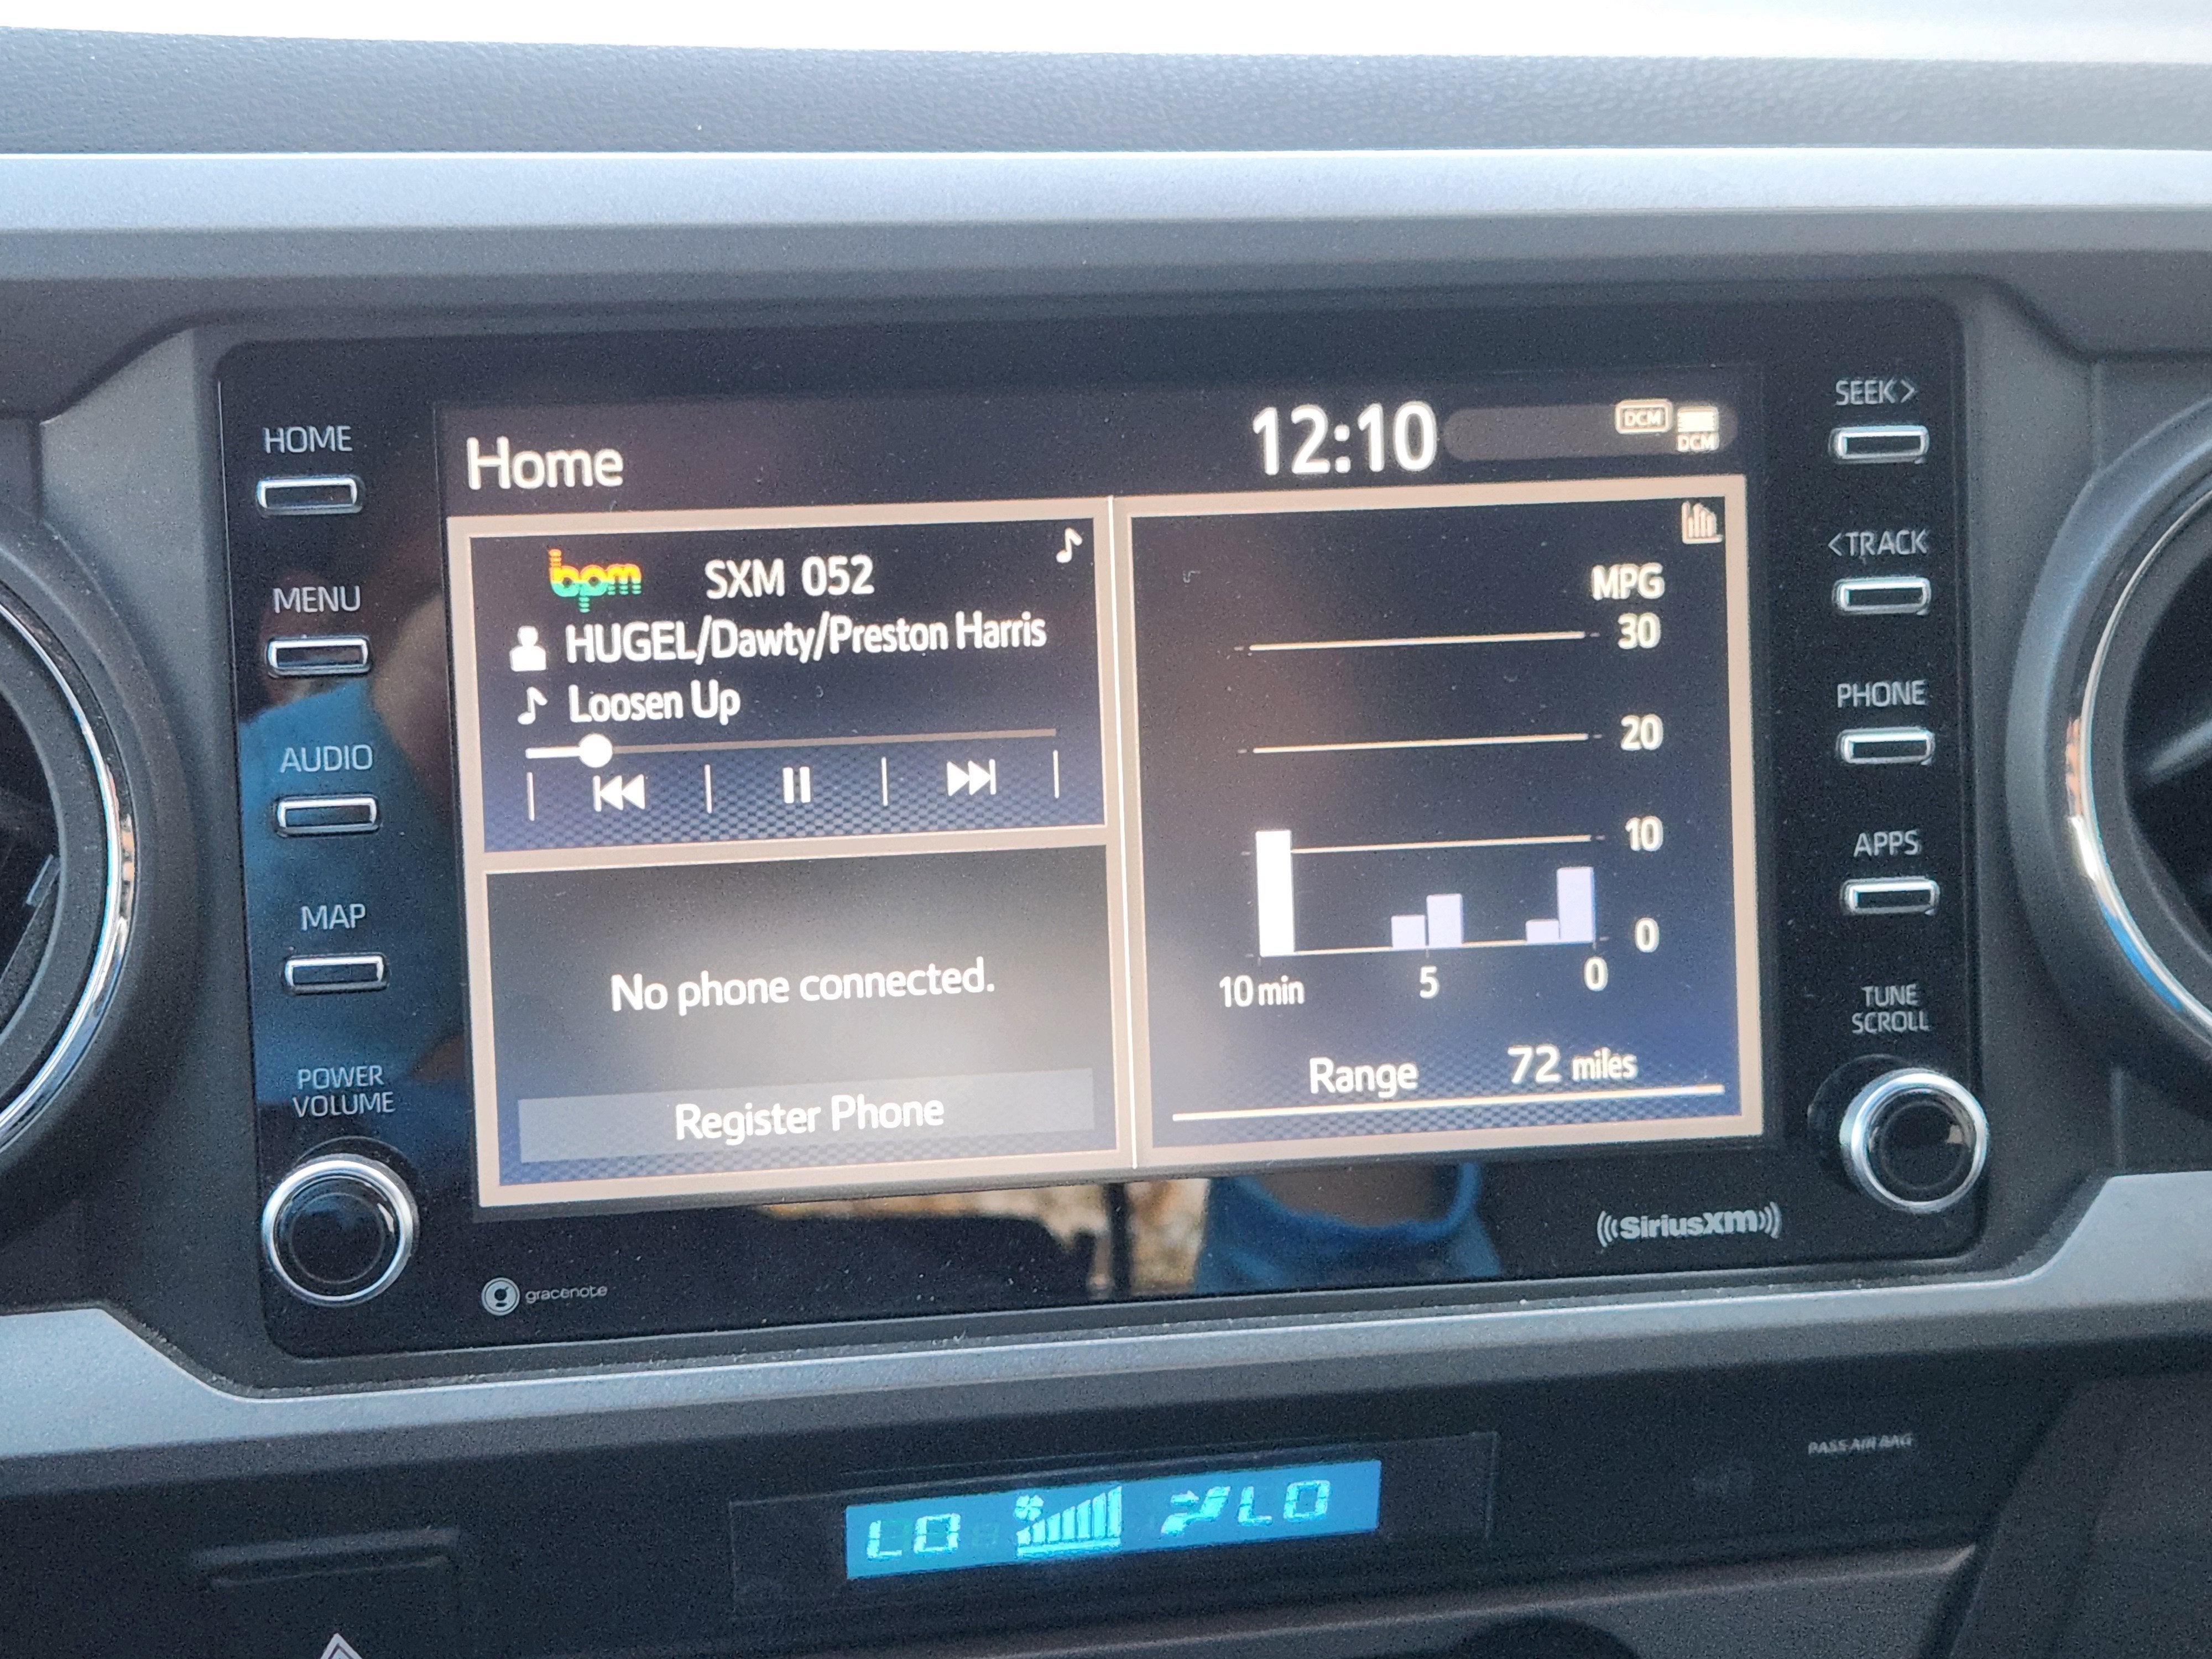 HOME
MENU
AUDIO
MAP
POWER
VOLUME
Home
12:10
DCM
DCM
bpm SXM 052
HUGEL/Dawty/Preston Harris
Loosen Up
No phone connected.
Register Phone
MPG
30
20
10
0
10 min 5 0
Range 72 miles
SEEK>
<TRACK
PHONE
APPS
TUNE
SCROLL
gracenote
((SiriusXM))
PASS AIR BAG
LO LO